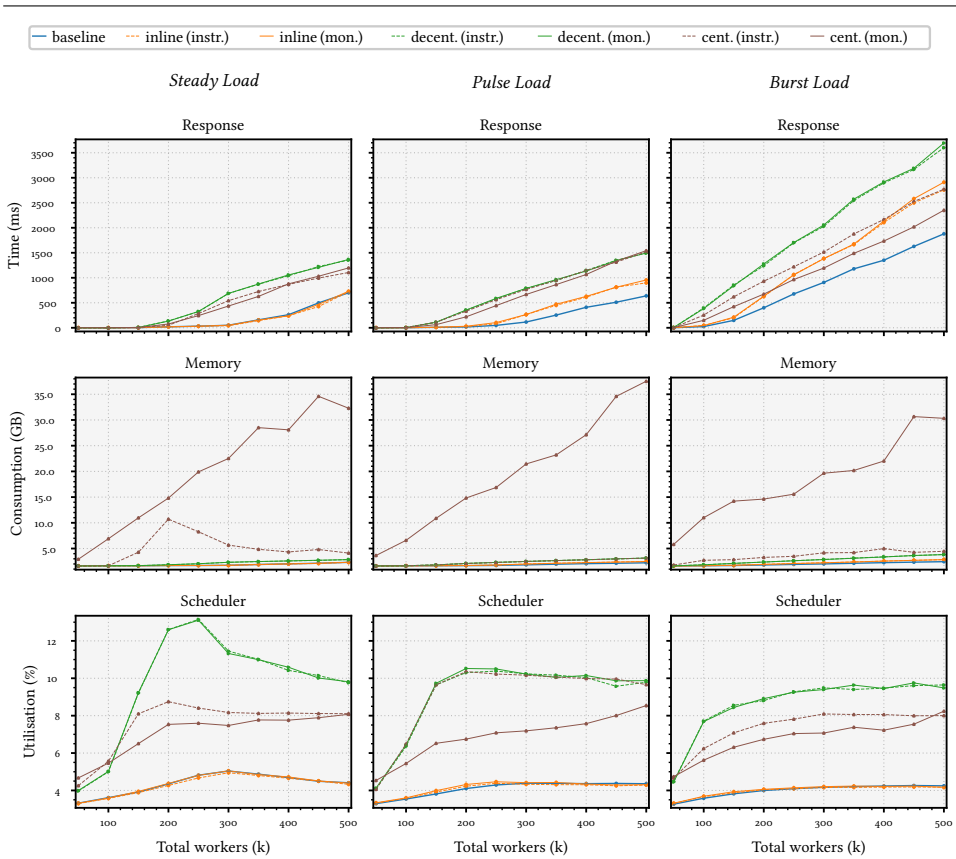 baseline inline (instr.) inline (mon.) decent. (instr.) decent. (mon.) cent. (instr.) cent. (mon.)
Steady Load Pulse Load Burst Load
Response Response Response
Time (ms)
3500
3000
2500
2000
1500
1000
500
0
Memory Memory Memory
Consumption (GB)
35.0
30.0
25.0
20.0
15.0
10.0
5.0
Scheduler Scheduler Scheduler
Utilisation (%)
12
10
8
6
4
100 200 300 400 500 100 200 300 400 500 100 200 300 400 500
Total workers (k) Total workers (k) Total workers (k)